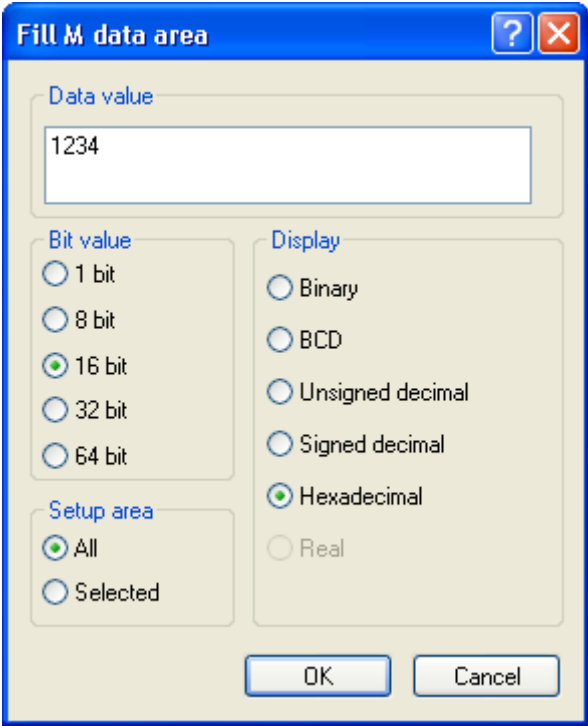 Fill M data area
Data value
1234
Bit value
1 bit
8 bit
16 bit
32 bit
64 bit
Setup area
All
Selected
Display
Binary
BCD
Unsigned decimal
Signed decimal
Hexadecimal
Real
OK
Cancel